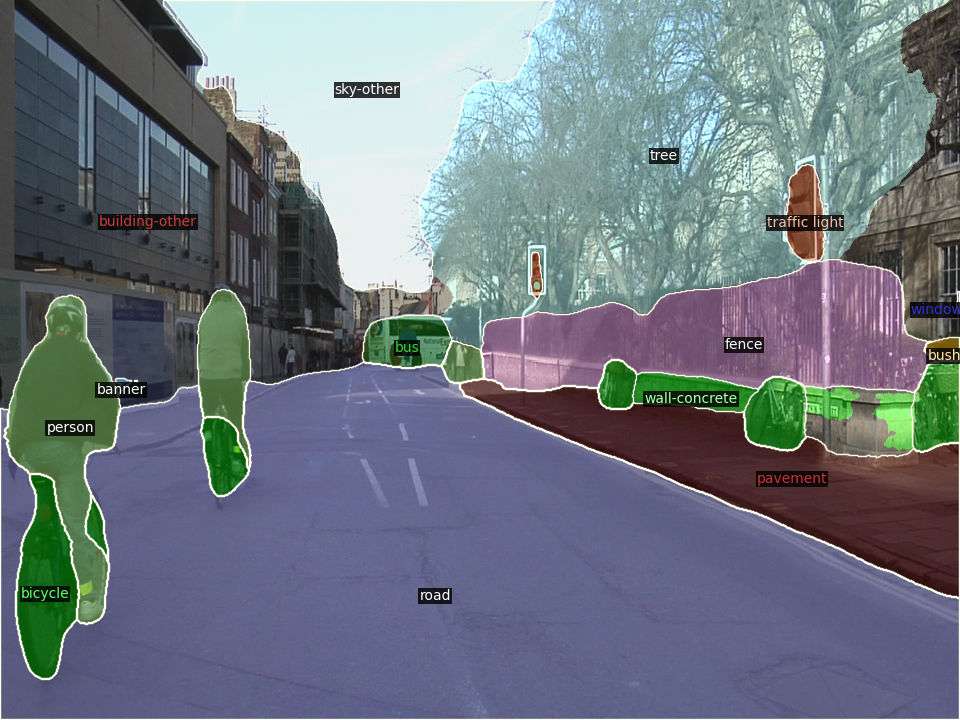 sky-other
tree
building-other
traffic light
window
bus
fence
bush
banner
wall-concrete
person
pavement
bicycle
road